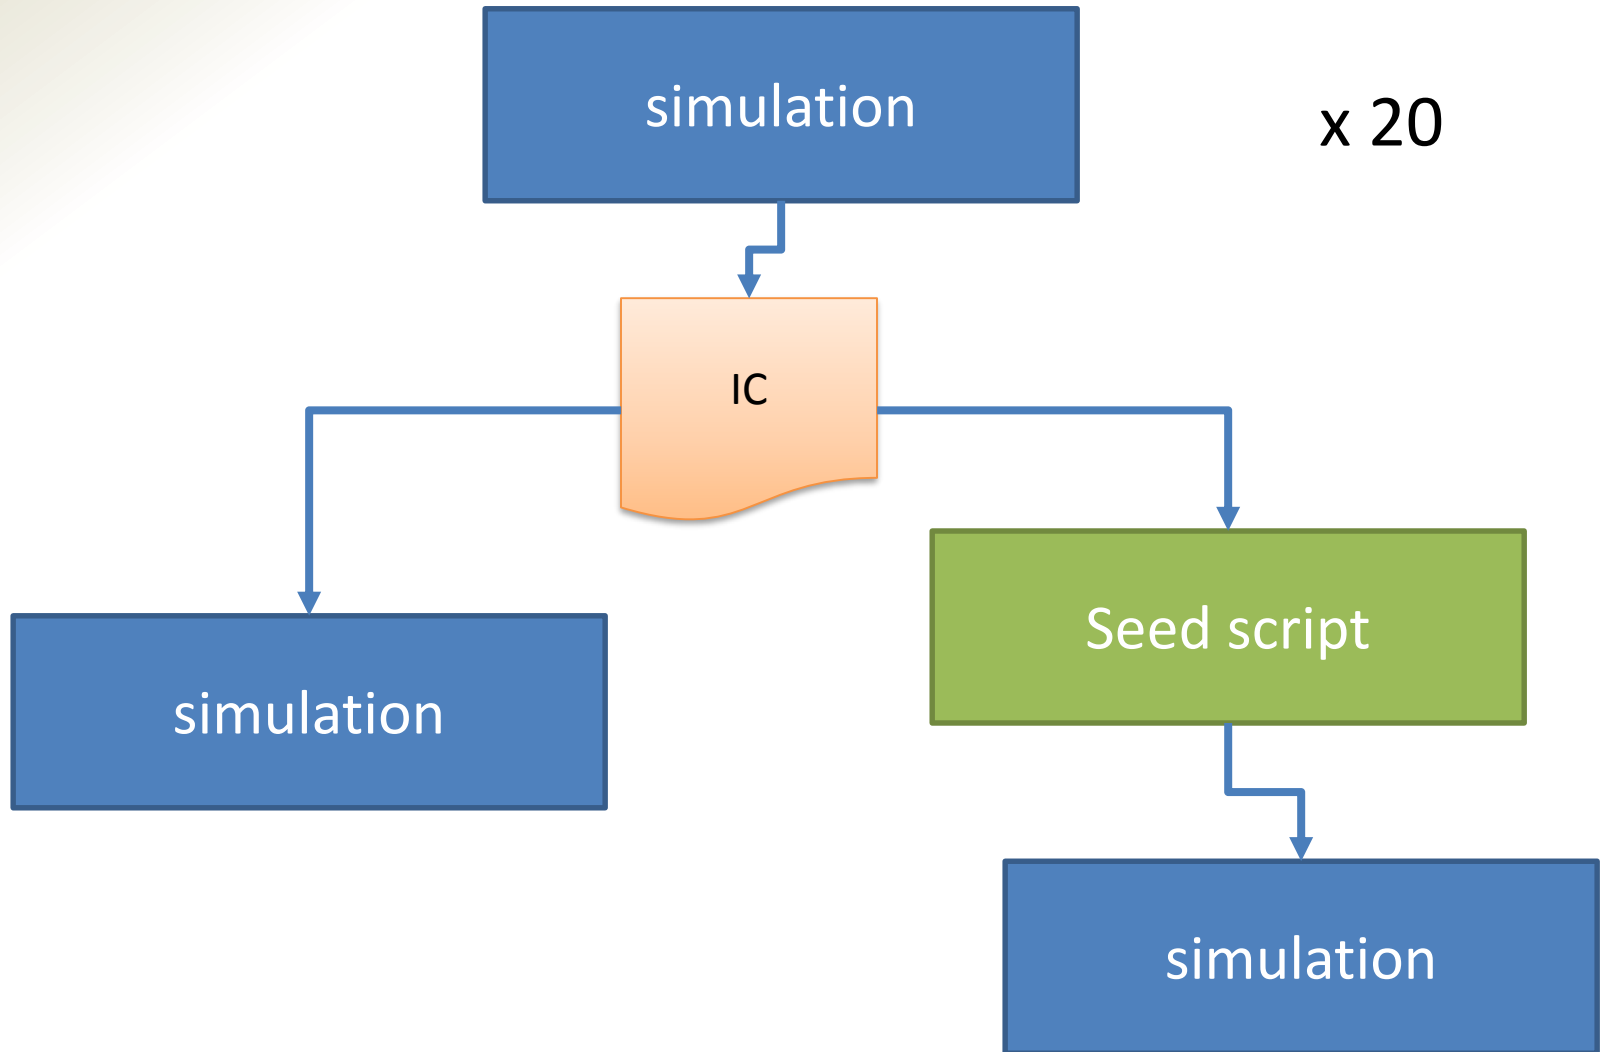 simulation
x 20
IC
Seed script
simulation
simulation